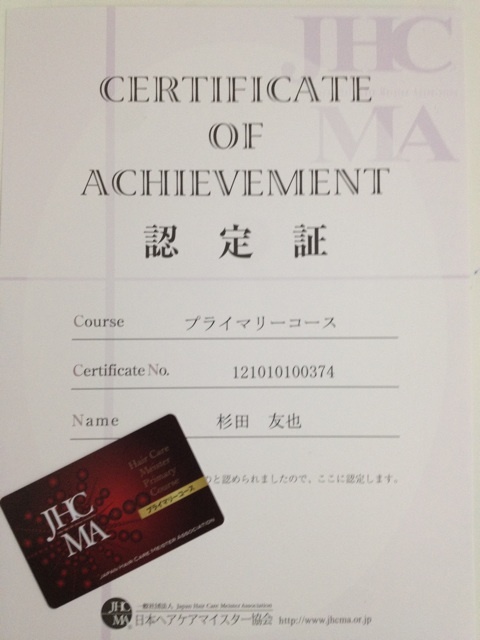 JHC
MA
CERTIFICATE
OF
ACHIEVEMENT
認定証
Course プライマリーコース
Certificate No. 121010100374
Name 杉田 友也
のと認められましたので、ここに認定します。
Hair Care
Meister
Primary
Course
プライマリーコース
JHC
MA
JAPAN HAIR CARE MEISTER ASSOCIATION
JHC
MA
一般社団法人 Japan Hair Care Meister Association
日本ヘアケアマイスター協会 http://www.jhcma.or.jp